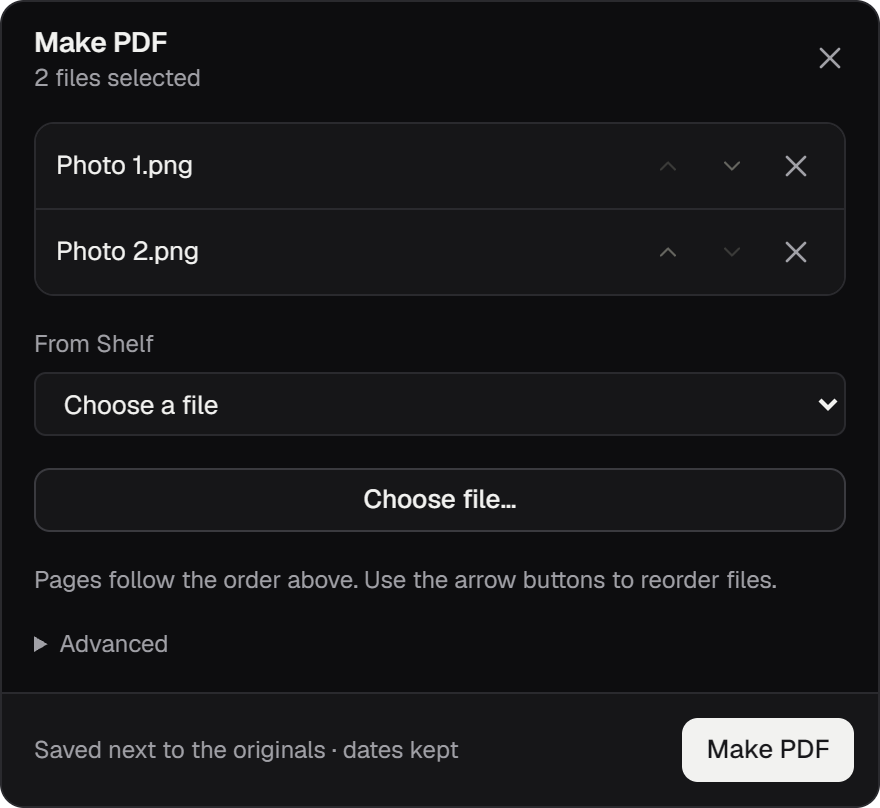 Make PDF
2 files selected
Photo 1.png
Photo 2.png
From Shelf
Choose a file
Choose file...
Pages follow the order above. Use the arrow buttons to reorder files.
Advanced
Saved next to the originals · dates kept
Make PDF